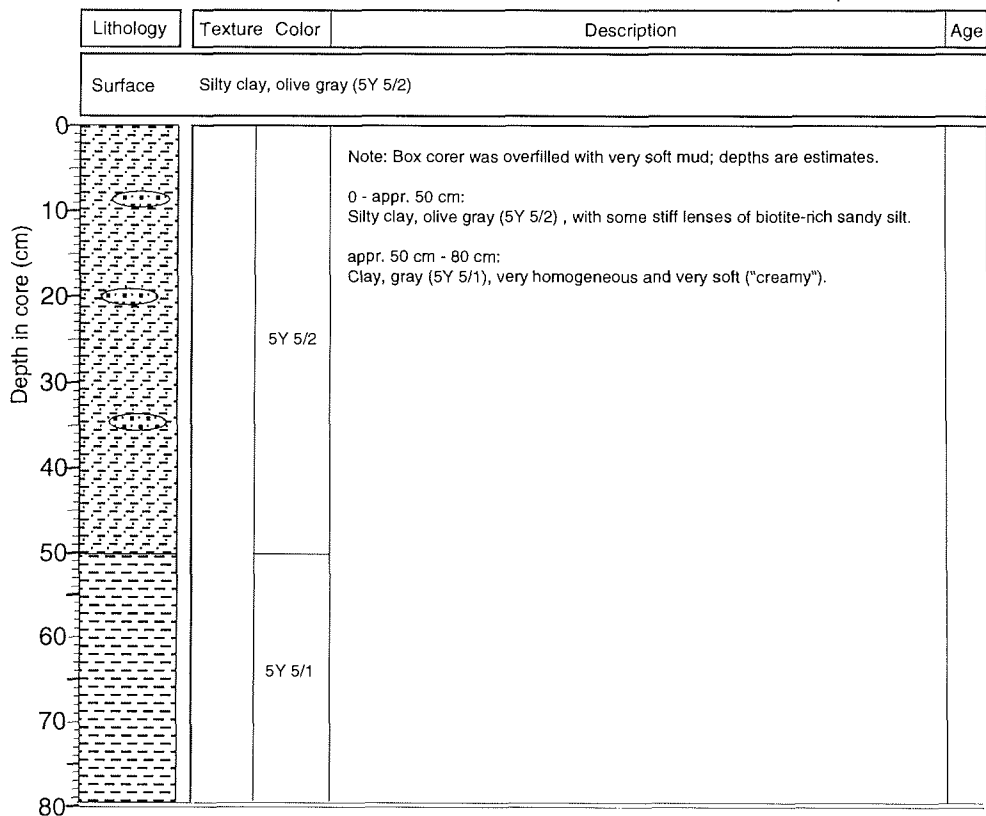 Lithology Texture Color Description Age
Surface Silty clay, olive gray (5Y 5/2)
Depth in core (cm)
0
10
20
30
40
50
60
70
80
5Y 5/2
5Y 5/1
Note: Box corer was overfilled with very soft mud; depths are estimates.
0 - appr. 50 cm:
Silty clay, olive gray (5Y 5/2) , with some stiff lenses of biotite-rich sandy silt.
appr. 50 cm - 80 cm:
Clay, gray (5Y 5/1), very homogeneous and very soft ("creamy").